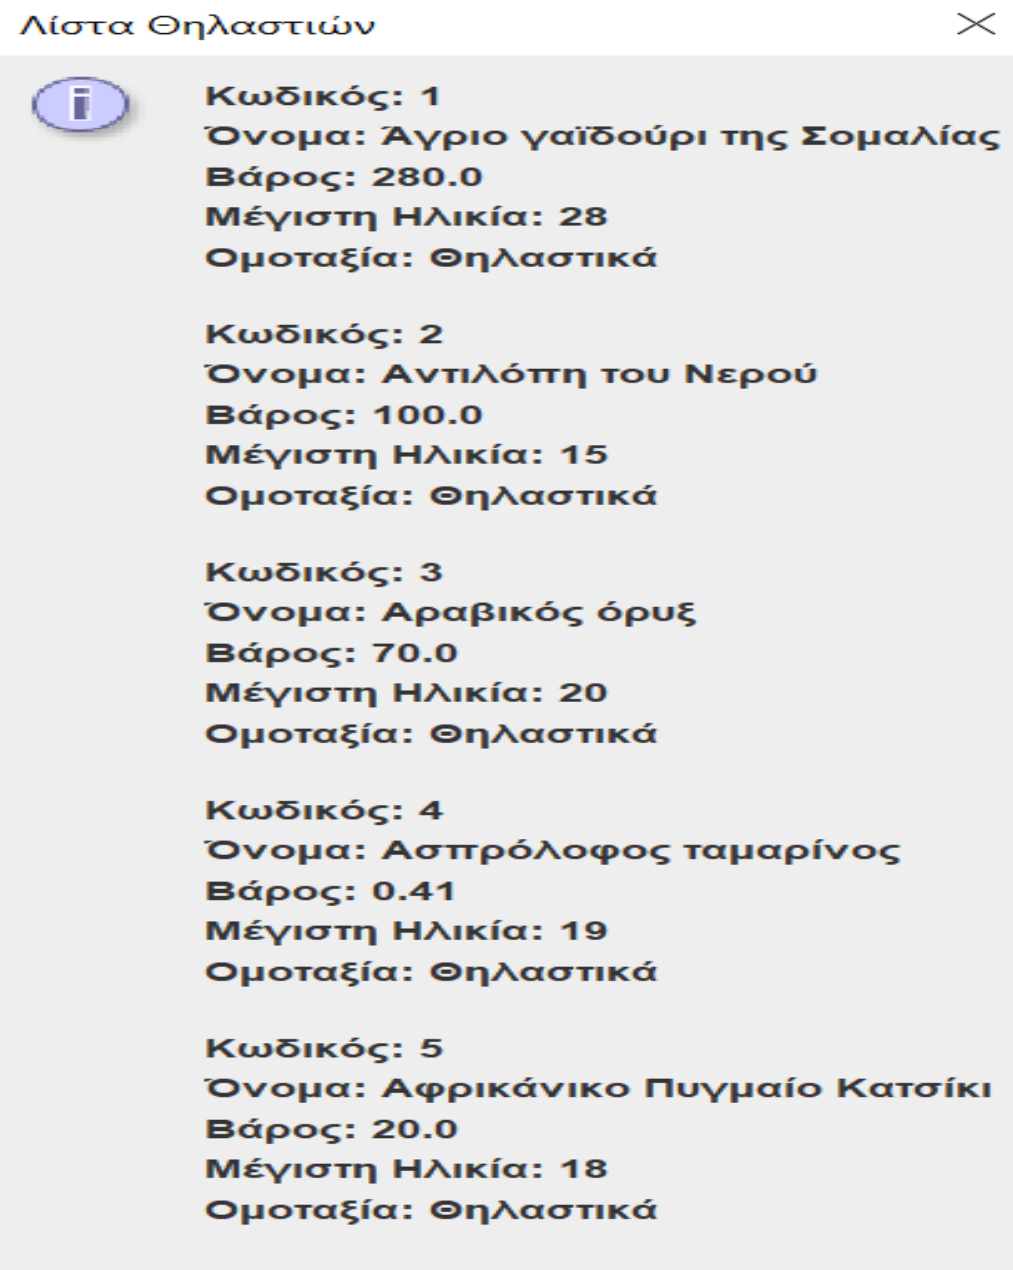 Λίστα Θηλαστιών
Κωδικός: 1
Όνομα: Άγριο γαϊδούρι της Σομαλίας
Βάρος: 280.0
Μέγιστη Ηλικία: 28
Ομοταξία: Θηλαστικά
Κωδικός: 2
Όνομα: Αντιλόπη του Νερού
Βάρος: 100.0
Μέγιστη Ηλικία: 15
Ομοταξία: Θηλαστικά
Κωδικός: 3
Όνομα: Αραβικός όρυξ
Βάρος: 70.0
Μέγιστη Ηλικία: 20
Ομοταξία: Θηλαστικά
Κωδικός: 4
Όνομα: Ασπρόλοφος ταμαρίνος
Βάρος: 0.41
Μέγιστη Ηλικία: 19
Ομοταξία: Θηλαστικά
Κωδικός: 5
Όνομα: Αφρικάνικο Πυγμαίο Κατσίκι
Βάρος: 20.0
Μέγιστη Ηλικία: 18
Ομοταξία: Θηλαστικά